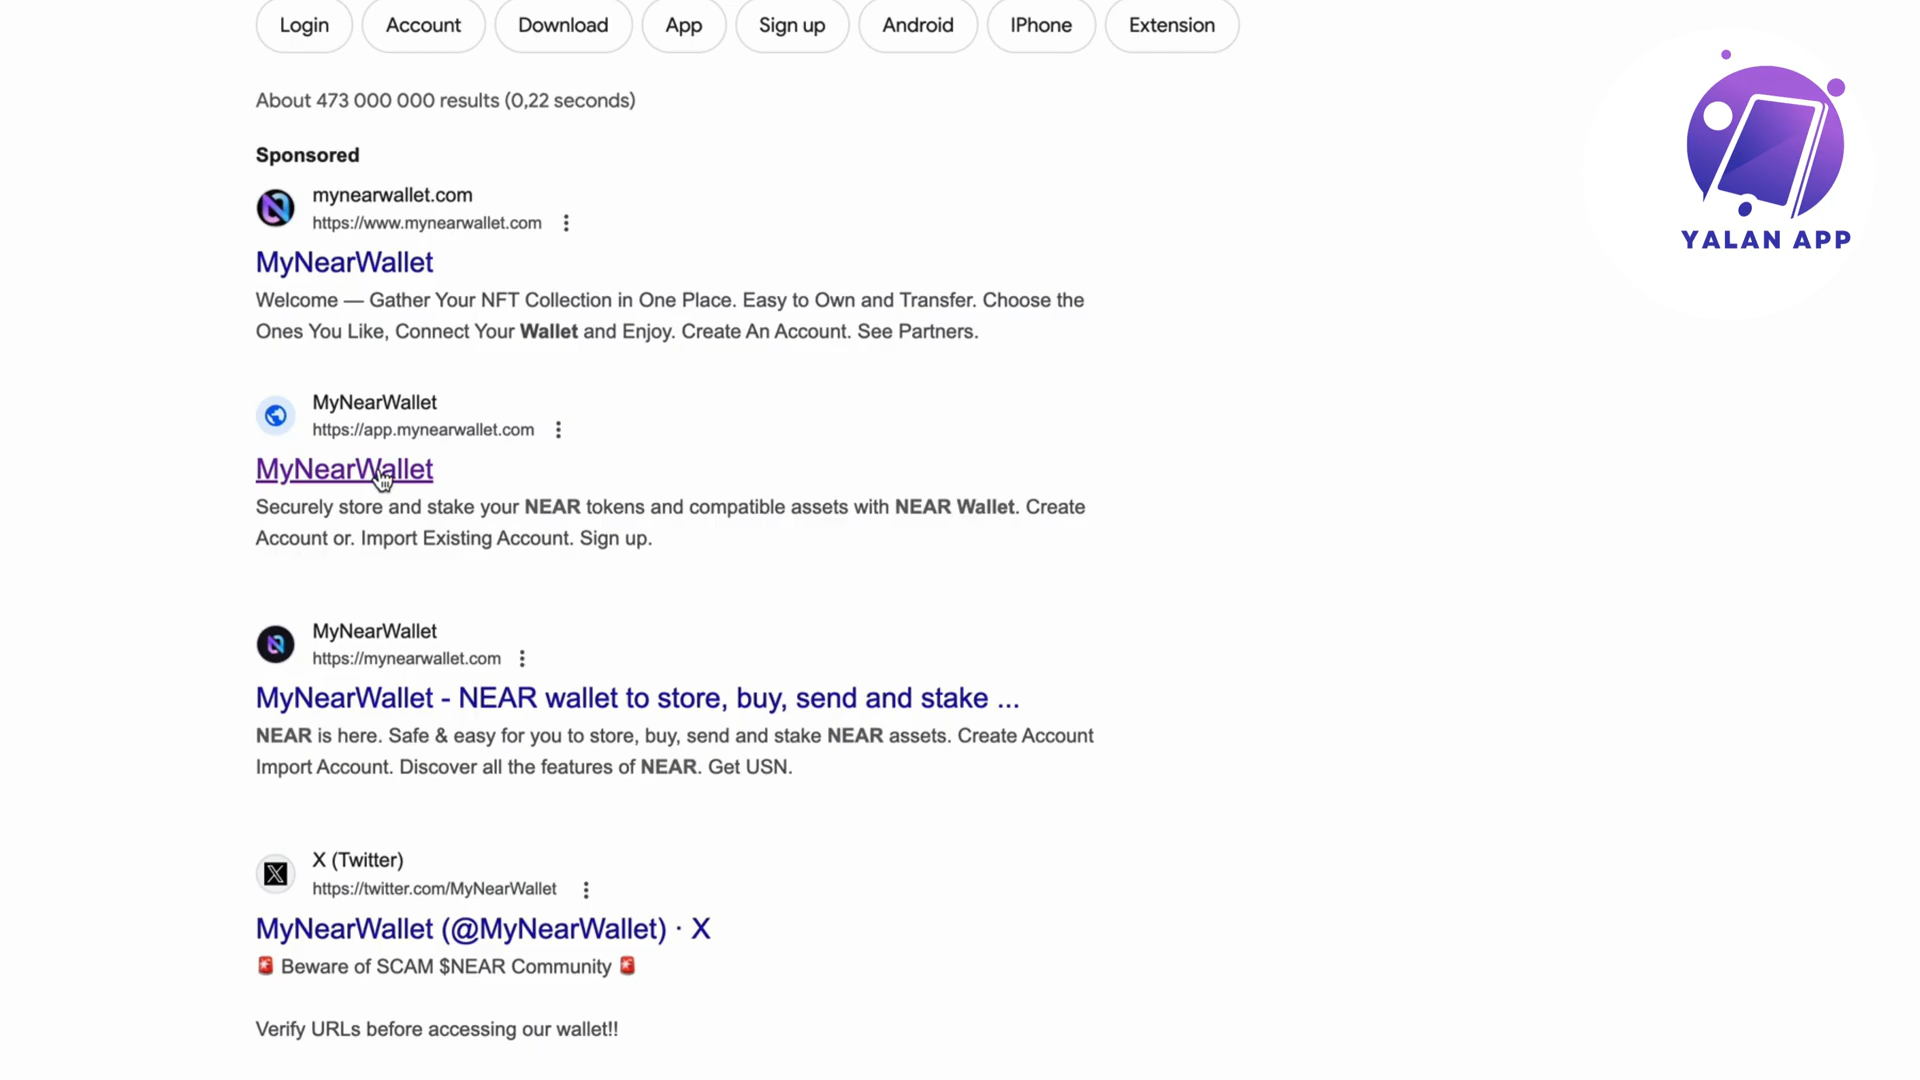 Login Account Download App Sign up Android IPhone Extension
About 473 000 000 results (0,22 seconds)
Sponsored
mynearwallet.com
https://www.mynearwallet.com
MyNearWallet
Welcome — Gather Your NFT Collection in One Place. Easy to Own and Transfer. Choose the
Ones You Like, Connect Your Wallet and Enjoy. Create An Account. See Partners.
MyNearWallet
https://app.mynearwallet.com
MyNearWallet
Securely store and stake your NEAR tokens and compatible assets with NEAR Wallet. Create
Account or. Import Existing Account. Sign up.
MyNearWallet
https://mynearwallet.com
MyNearWallet - NEAR wallet to store, buy, send and stake ...
NEAR is here. Safe & easy for you to store, buy, send and stake NEAR assets. Create Account
Import Account. Discover all the features of NEAR. Get USN.
X (Twitter)
https://twitter.com/MyNearWallet
MyNearWallet (@MyNearWallet) · X
🚨 Beware of SCAM $NEAR Community 🚨
Verify URLs before accessing our wallet!!
YALAN APP